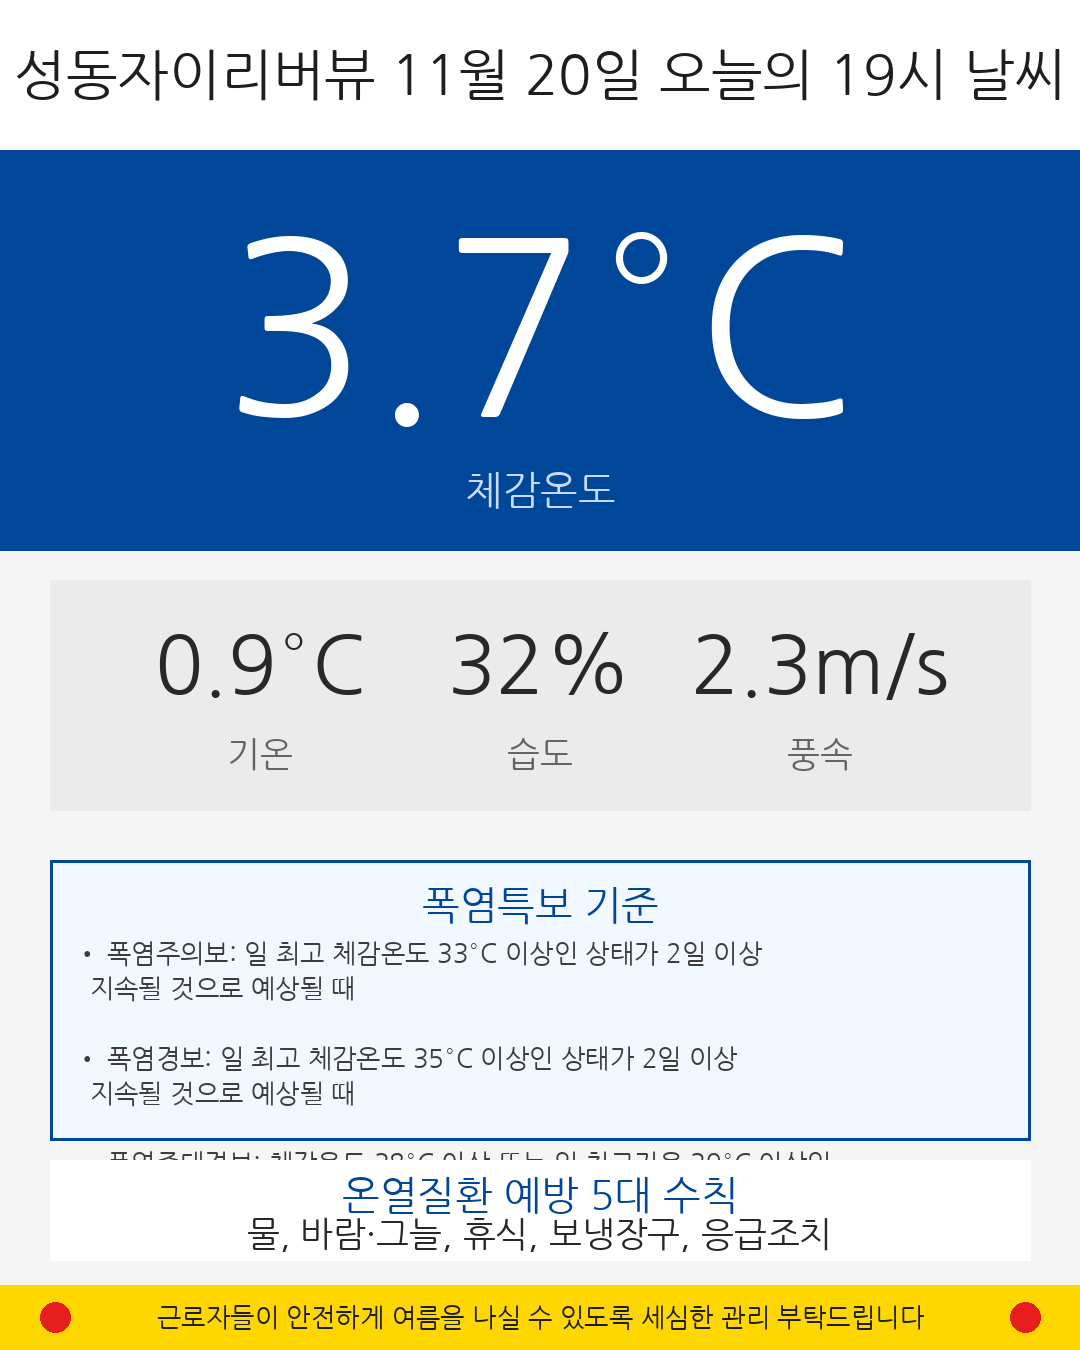 성동자이리버뷰 11월 20일 오늘의 19시 날씨
3.7°C
체감온도
0.9°C 32% 2.3m/s
기온 습도 풍속
폭염특보 기준
• 폭염주의보: 일 최고 체감온도 33°C 이상인 상태가 2일 이상
지속될 것으로 예상될 때
• 폭염경보: 일 최고 체감온도 35°C 이상인 상태가 2일 이상
지속될 것으로 예상될 때
온열질환 예방 5대 수칙
물, 바람·그늘, 휴식, 보냉장구, 응급조치
근로자들이 안전하게 여름을 나실 수 있도록 세심한 관리 부탁드립니다